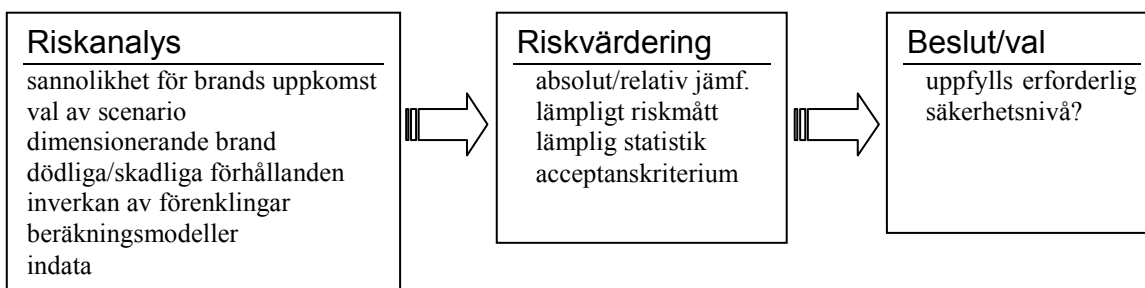 Riskanalys
sannolikhet för brands uppkomst
val av scenario
dimensionerande brand
dödliga/skadliga förhållanden
inverkan av förenklingar
beräkningsmodeller
indata
Riskvärdering
absolut/relativ jämf.
lämpligt riskmått
lämplig statistik
acceptanskriterium
Beslut/val
uppfylls erforderlig
säkerhetsnivå?